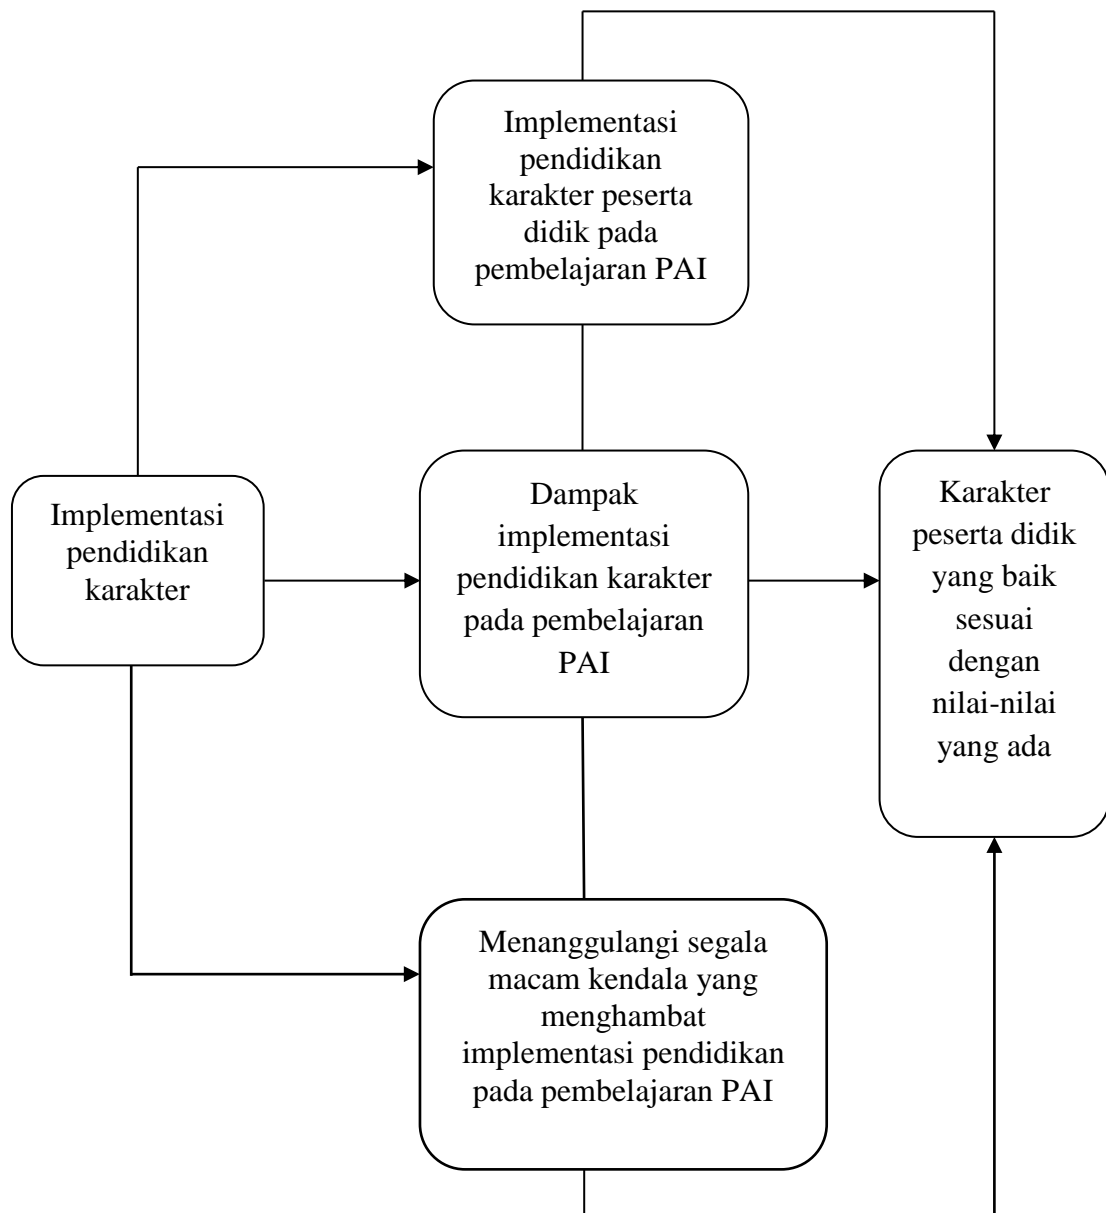 Implementasi
pendidikan
karakter peserta
didik pada
pembelajaran PAI
Implementasi
pendidikan
karakter
Dampak
implementasi
pendidikan karakter
pada pembelajaran
PAI
Karakter
peserta didik
yang baik
sesuai
dengan
nilai-nilai
yang ada
Menanggulangi segala
macam kendala yang
menghambat
implementasi pendidikan
pada pembelajaran PAI